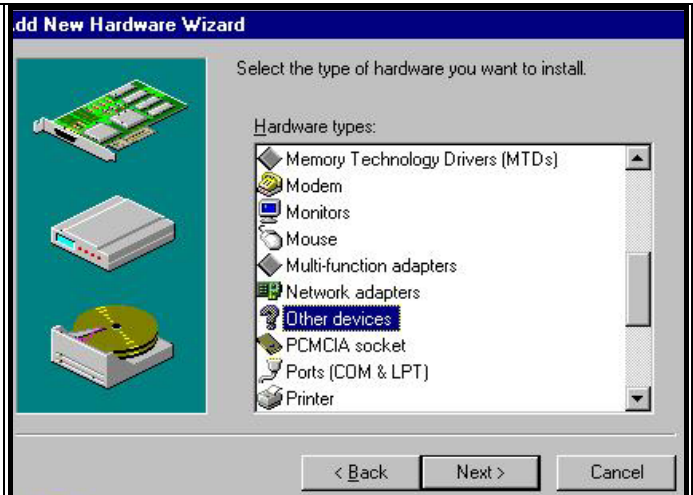 dd New Hardware Wizard
Select the type of hardware you want to install.
Hardware types:
Memory Technology Drivers (MTDs)
Modem
Monitors
Mouse
Multi-function adapters
Network adapters
Other devices
PCMCIA socket
Ports (COM & LPT)
Printer
< Back
Next >
Cancel